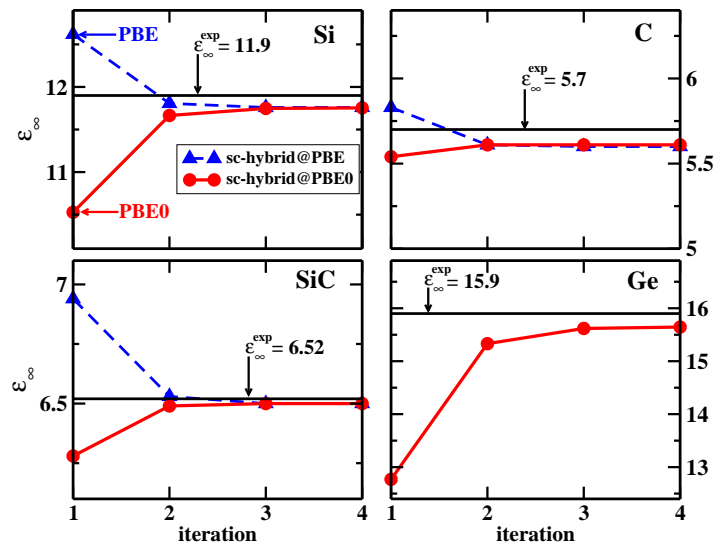 PBE
Si
ε∞exp = 11.9
12
11
ε∞
sc-hybrid@PBE
sc-hybrid@PBE0
PBE0
C
ε∞exp = 5.7
6
5.5
5
SiC
7
ε∞exp = 6.52
6.5
ε∞
1 2 3 4
iteration
Ge
ε∞exp = 15.9
16
15
14
13
1 2 3 4
iteration